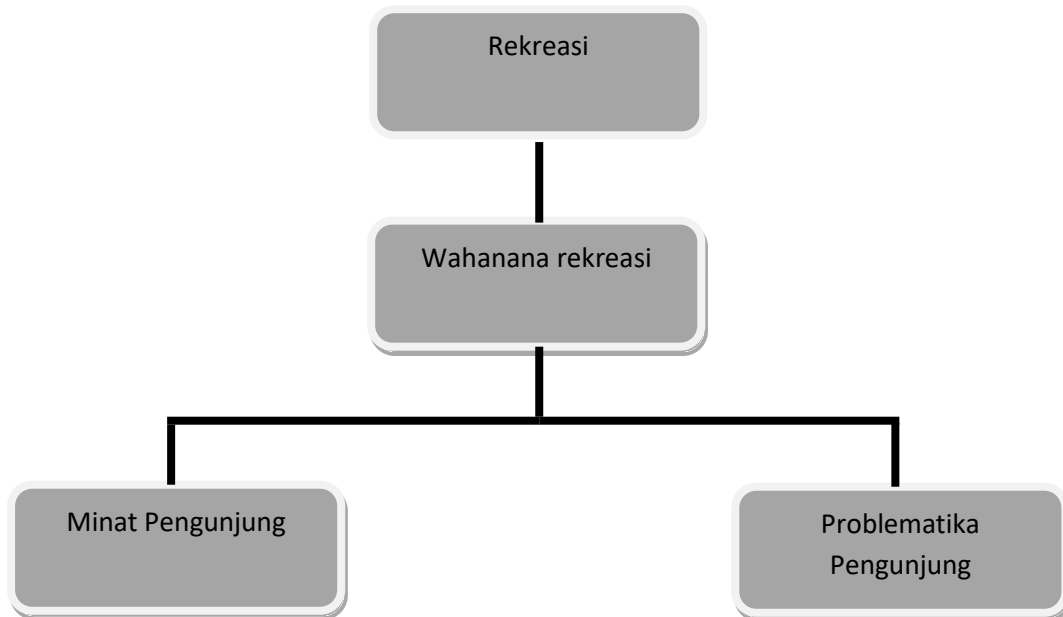 Rekreasi
Wahanana rekreasi
Minat Pengunjung
Problematika
Pengunjung